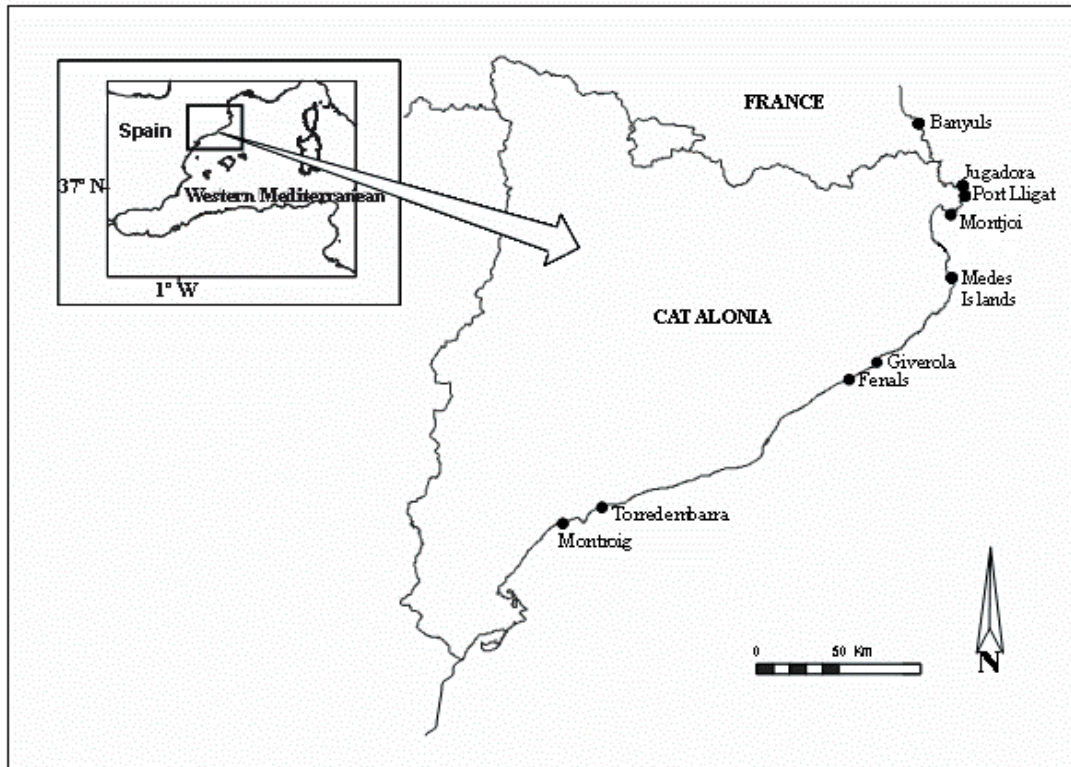 FRANCE
Banyuls
Spain
Jugadora
37° N
Western Mediterranean
Port Lligat
Montjoi
1° W
Medes
Islands
CATALONIA
Giverola
Fenals
Torredembarra
Montroig
0 50 Km
N